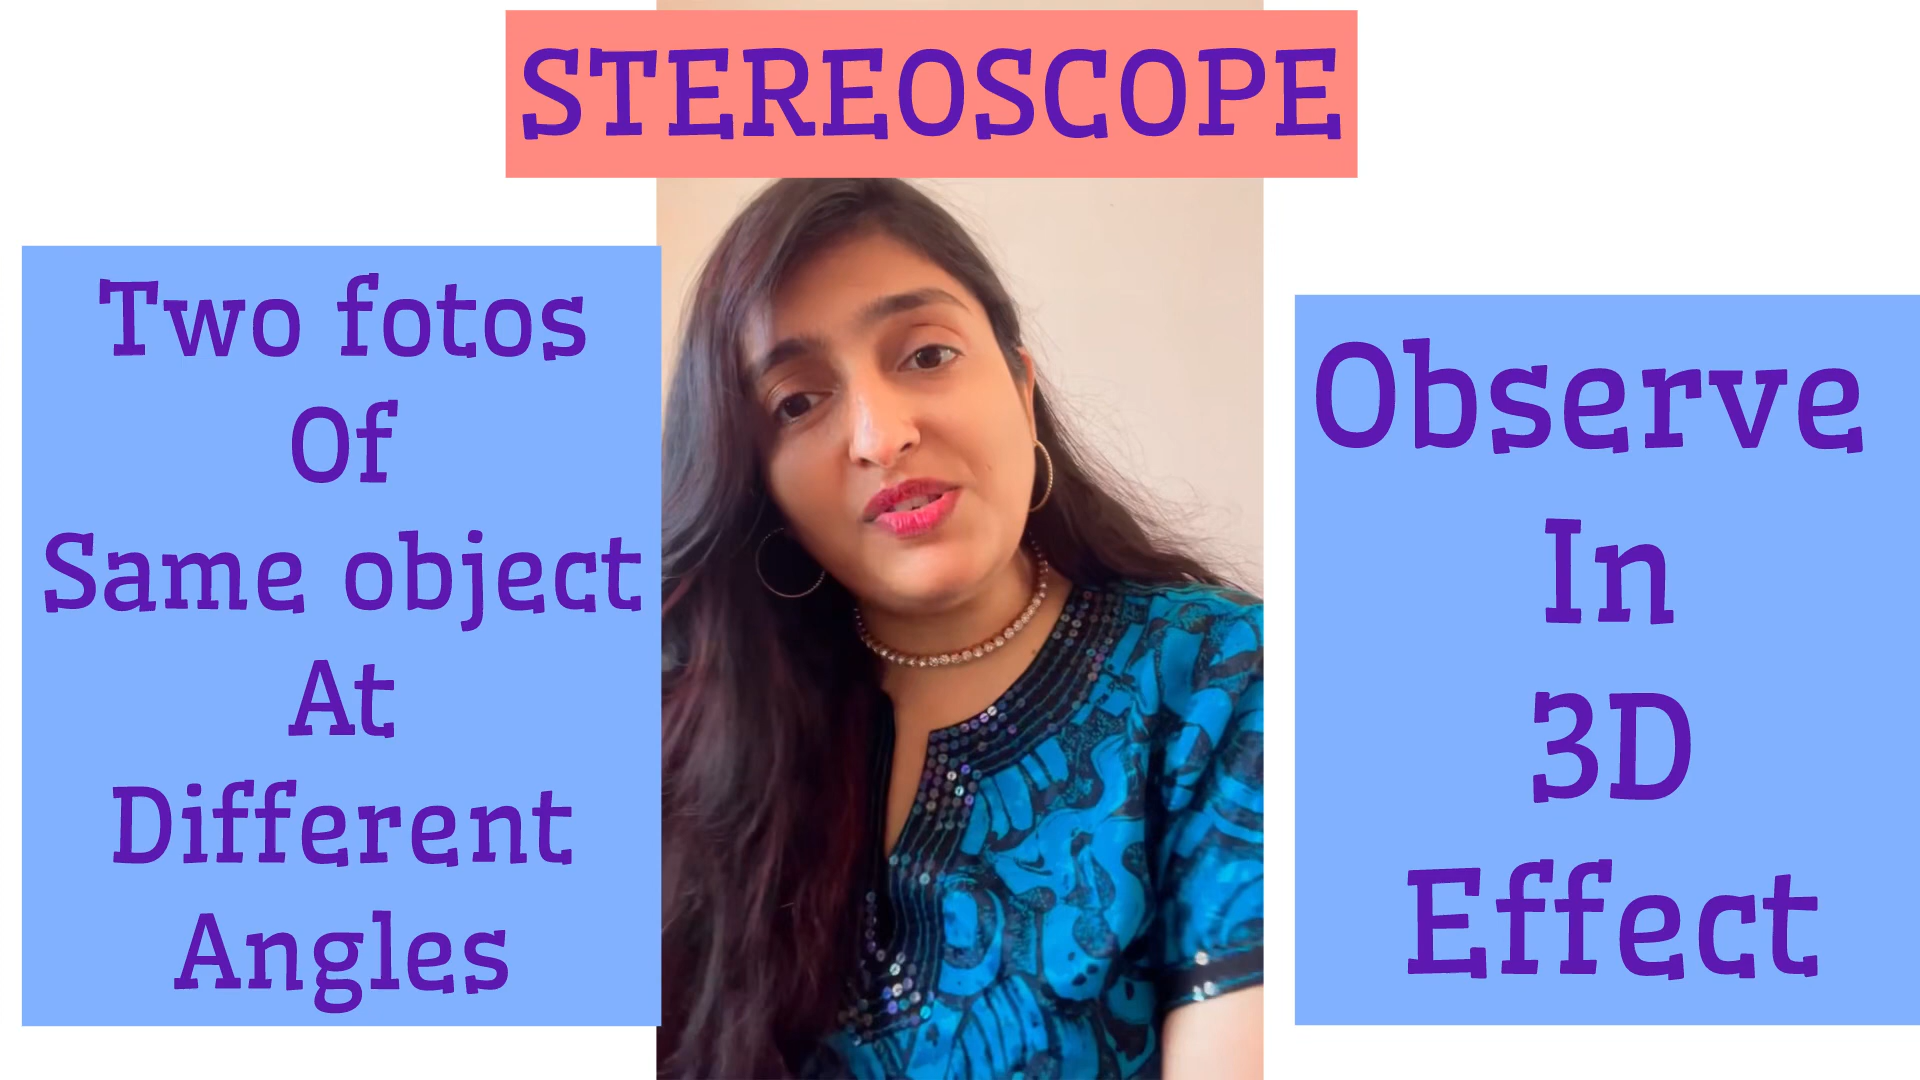 STEREOSCOPE
Two fotos
Of
Same object
At
Different
Angles
Observe
In
3D
Effect